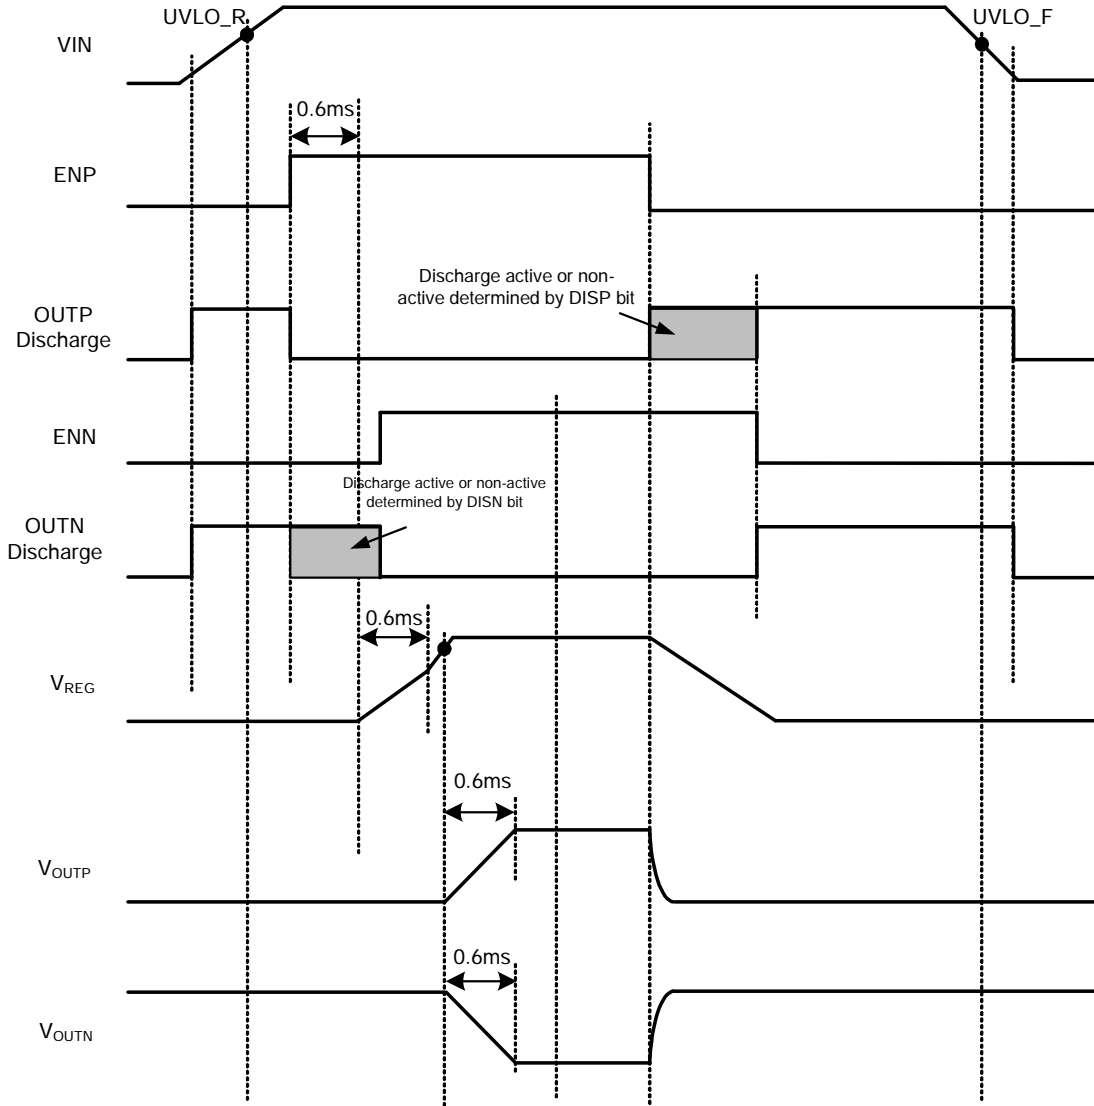 UVLO_R
UVLO_F
VIN
0.6ms
ENP
Discharge active or non-
active determined by DISP bit
OUTP
Discharge
ENN
Discharge active or non-active
determined by DISN bit
OUTN
Discharge
0.6ms
VREG
0.6ms
VOUTP
0.6ms
VOUTN